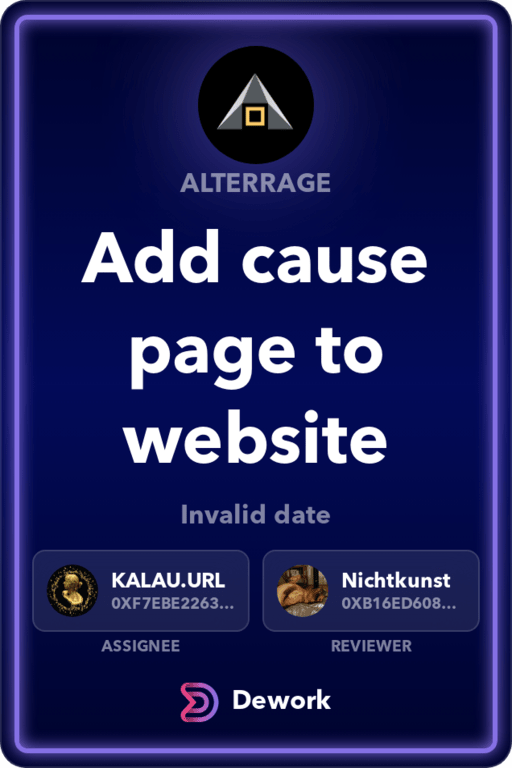 ALTERRAGE
Add cause
page to
website
Invalid date
KALAU.URL
0XF7EBE2263...
Nichtkunst
0XB16ED608...
ASSIGNEE
REVIEWER
Dework